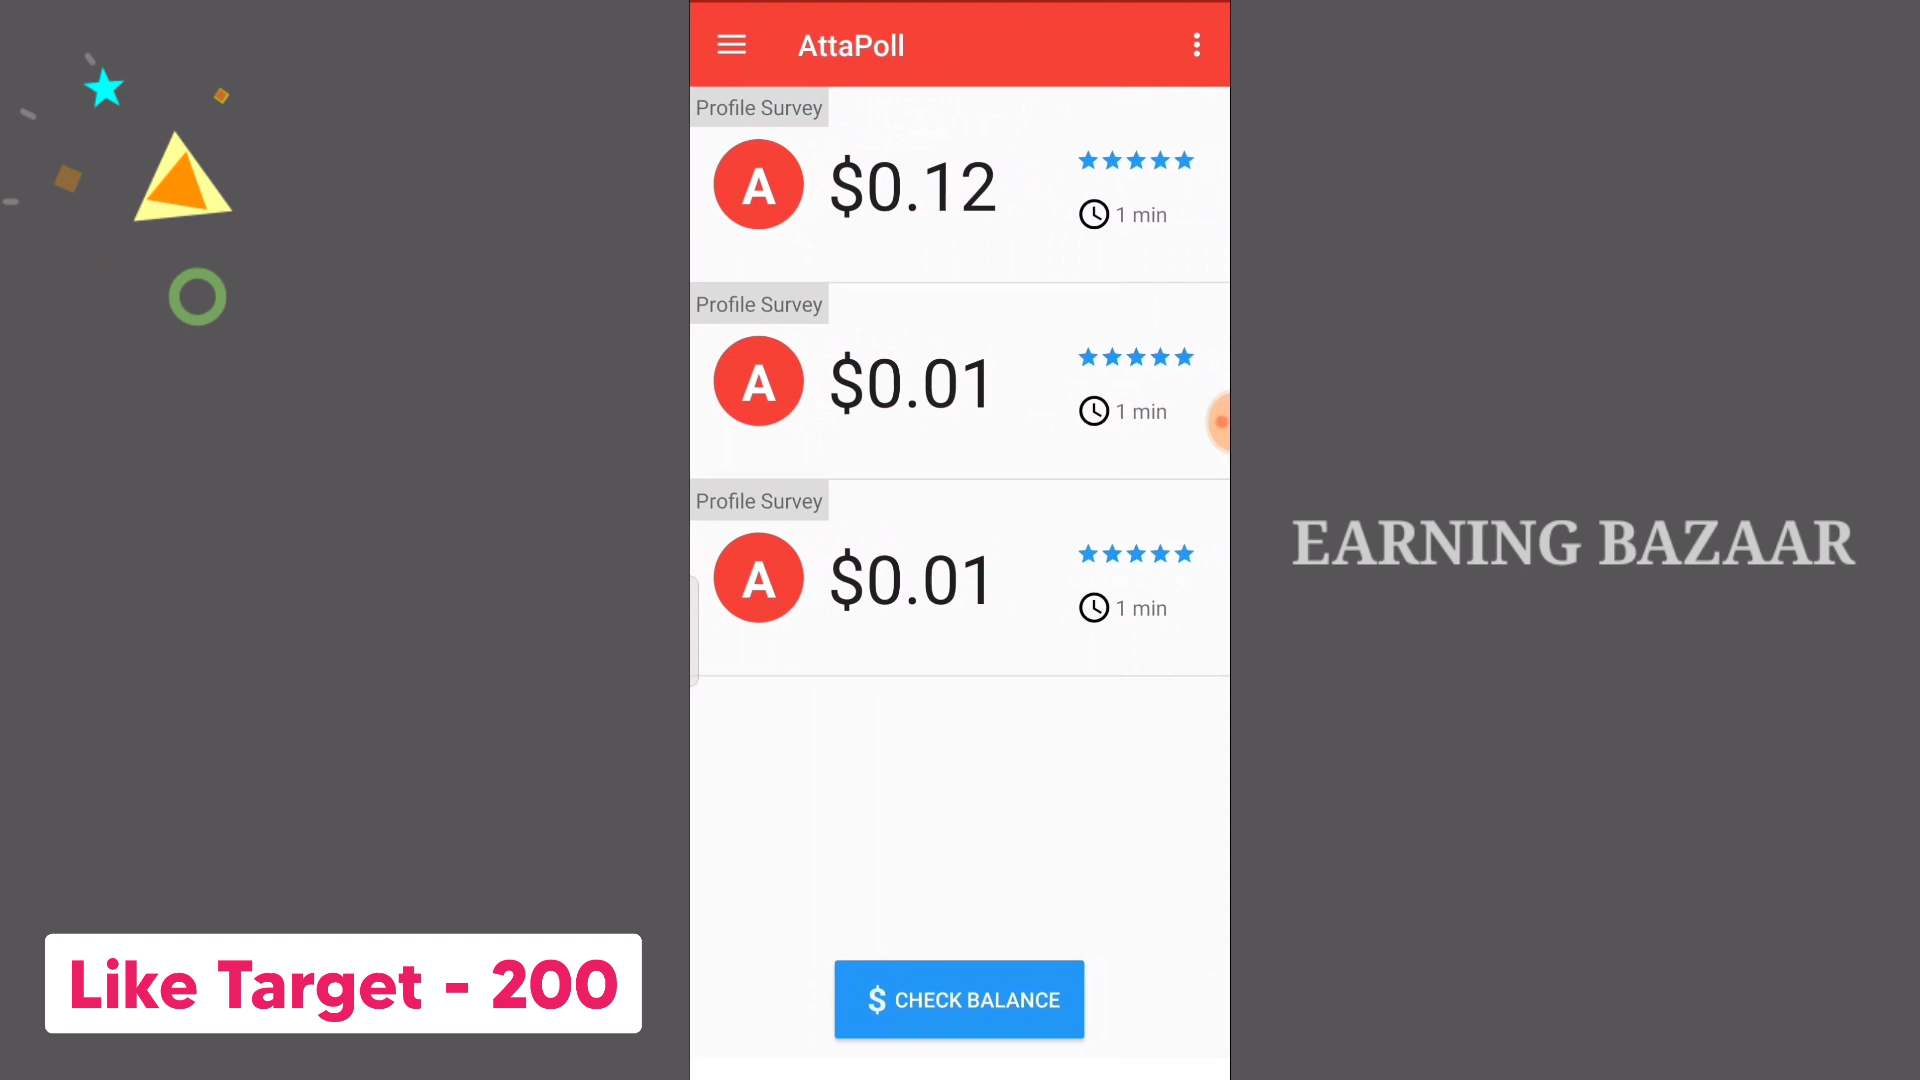 AttaPoll
Profile Survey
A
$0.12
1 min
Profile Survey
A
$0.01
1 min
Profile Survey
A
$0.01
1 min
$ CHECK BALANCE
EARNING BAZAAR
Like Target - 200